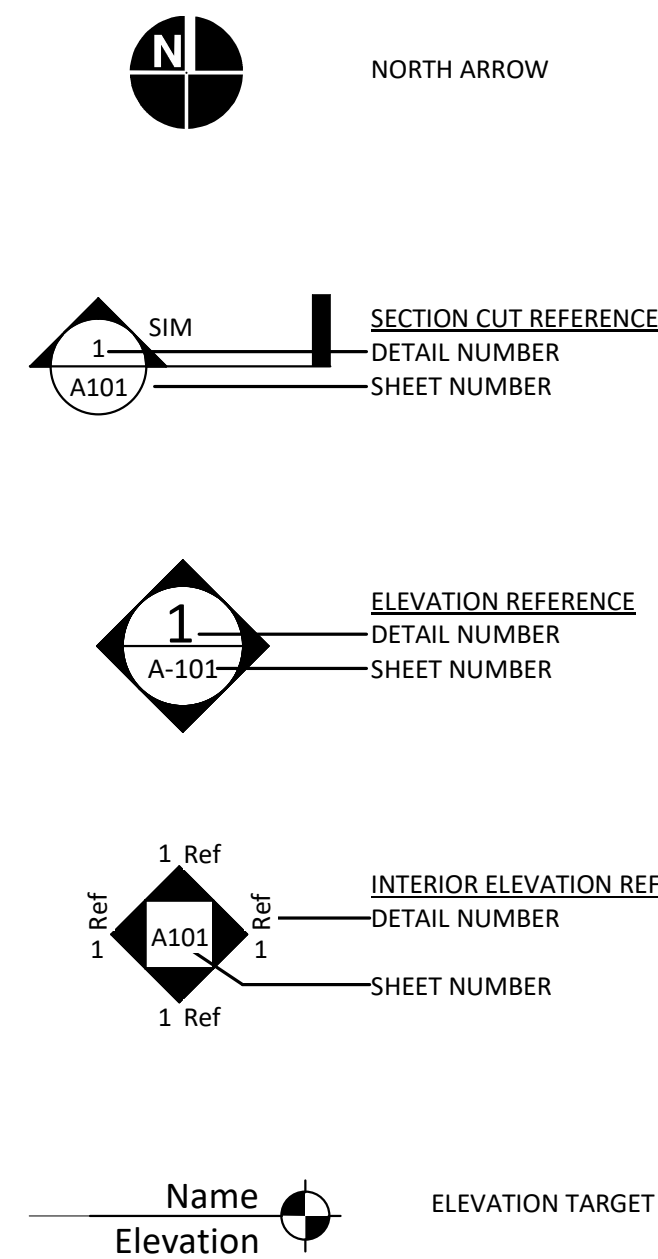 N
NORTH ARROW
SIM
1
A101
SECTION CUT REFERENCE
DETAIL NUMBER
SHEET NUMBER
1
A-101
ELEVATION REFERENCE
DETAIL NUMBER
SHEET NUMBER
1 Ref
1 Ref
A101
1 Ref
1 Ref
INTERIOR ELEVATION REF
DETAIL NUMBER
SHEET NUMBER
Name
Elevation
ELEVATION TARGET